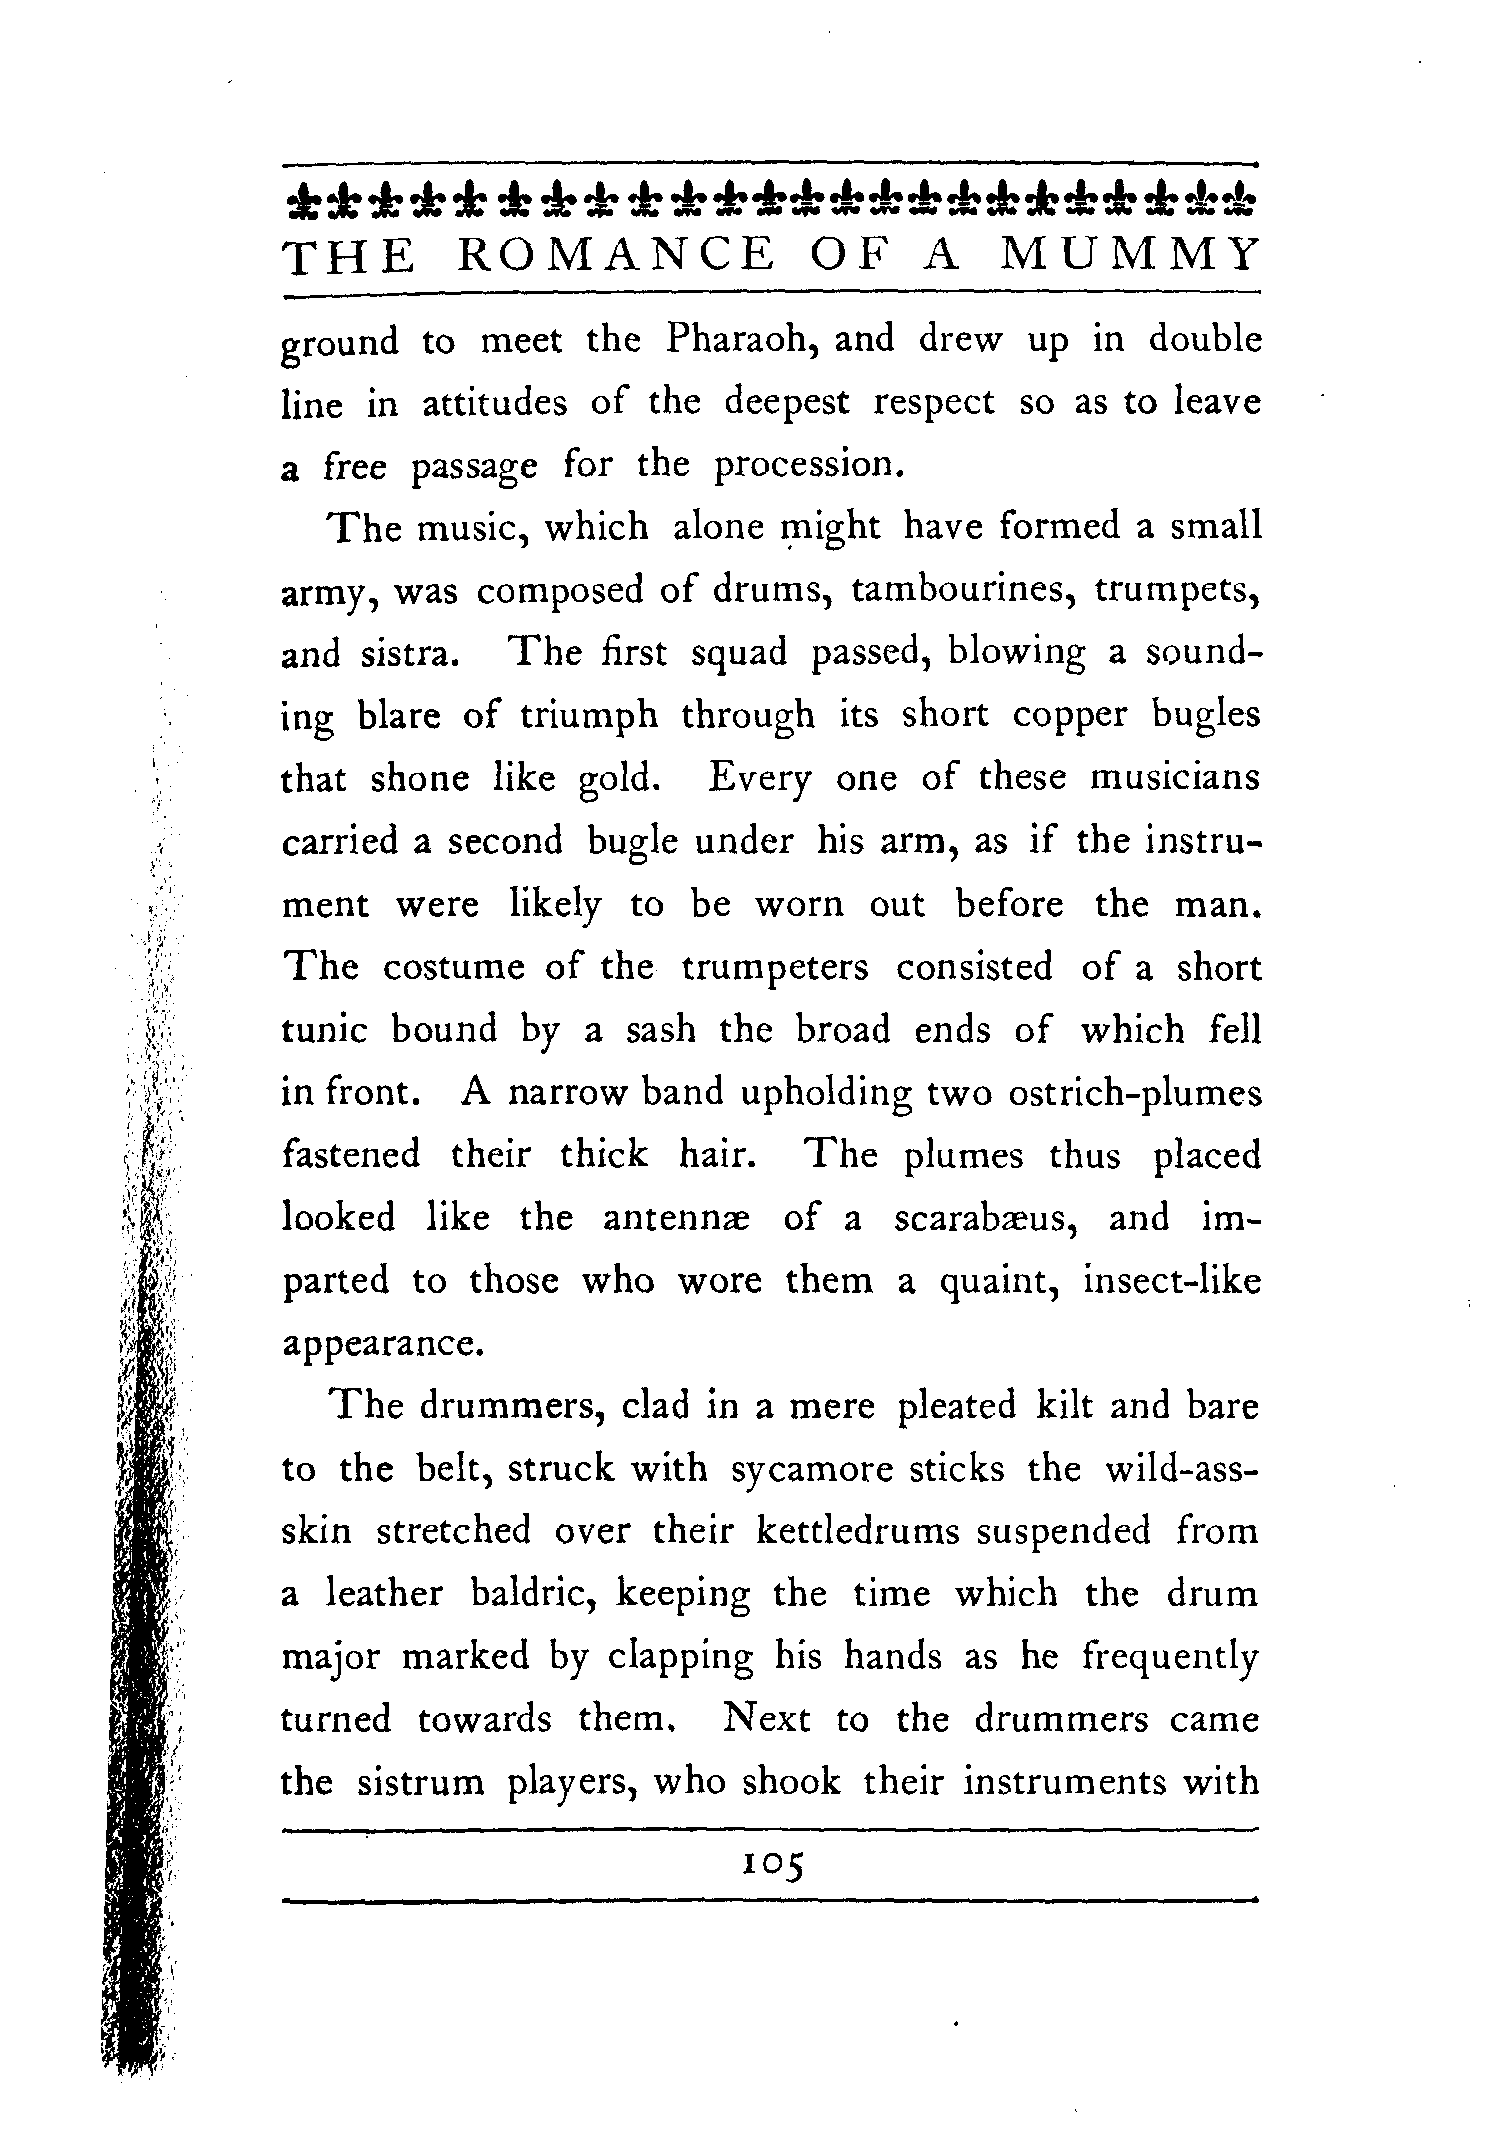 THE ROMANCE OF A MUMMY
ground to meet the Pharaoh, and drew up in double
line in attitudes of the deepest respect so as to leave
a free passage for the procession.
The music, which alone might have formed a small
army, was composed of drums, tambourines, trumpets,
and sistra. The first squad passed, blowing a sound-
ing blare of triumph through its short copper bugles
that shone like gold. Every one of these musicians
carried a second bugle under his arm, as if the instru-
ment were likely to be worn out before the man.
The costume of the trumpeters consisted of a short
tunic bound by a sash the broad ends of which fell
in front. A narrow band upholding two ostrich-plumes
fastened their thick hair. The plumes thus placed
looked like the antennæ of a scarabæus, and im-
parted to those who wore them a quaint, insect-like
appearance.
The drummers, clad in a mere pleated kilt and bare
to the belt, struck with sycamore sticks the wild-ass-
skin stretched over their kettledrums suspended from
a leather baldric, keeping the time which the drum
major marked by clapping his hands as he frequently
turned towards them. Next to the drummers came
the sistrum players, who shook their instruments with
105